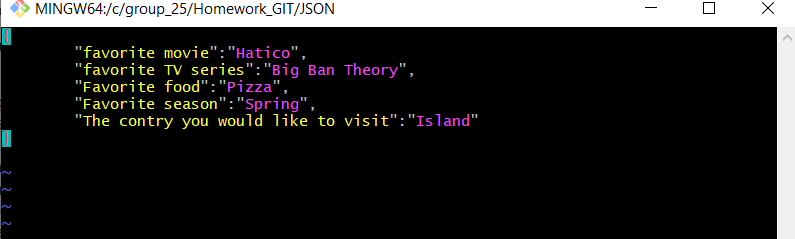 MINGW64:/c/group_25/Homework_GIT/JSON
{
"favorite movie":"Hatico",
"favorite TV series":"Big Ban Theory",
"Favorite food":"Pizza",
"Favorite season":"Spring",
"The contry you would like to visit":"Island"
}
~
~
~
~